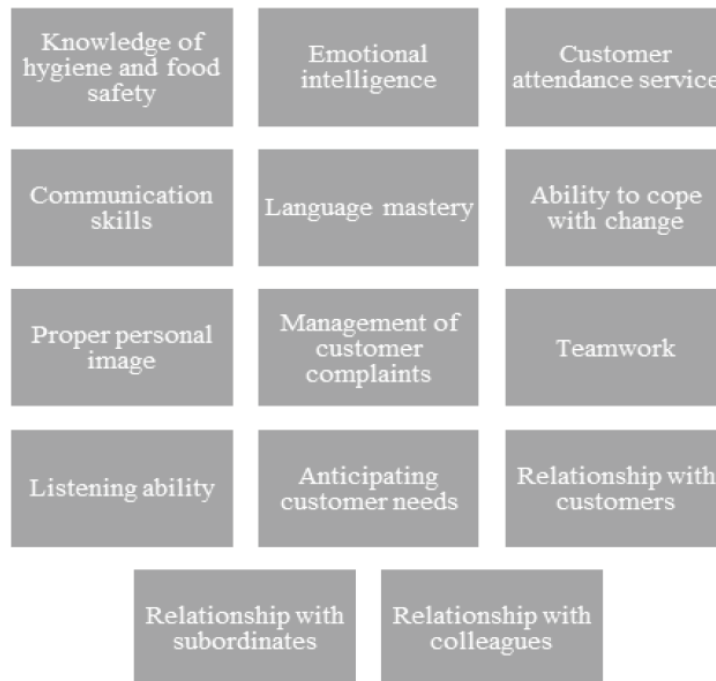 Knowledge of
hygiene and food
safety
Emotional
intelligence
Customer
attendance service
Communication
skills
Language mastery
Ability to cope
with change
Proper personal
image
Management of
customer
complaints
Teamwork
Listening ability
Anticipating
customer needs
Relationship with
customers
Relationship with
subordinates
Relationship with
colleagues